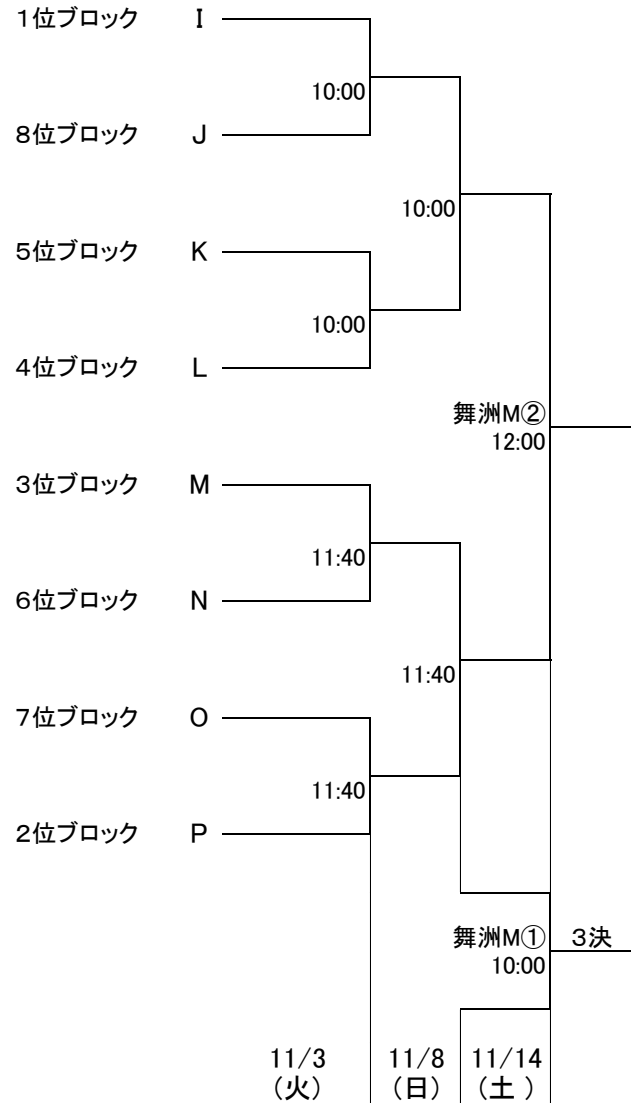 1位ブロック I
10:00
8位ブロック J
10:00
5位ブロック K
10:00
4位ブロック L
舞洲M②
12:00
3位ブロック M
11:40
6位ブロック N
11:40
7位ブロック O
11:40
2位ブロック P
舞洲M① 3決
10:00
11/3 11/8 11/14
(火) (日) (土 )